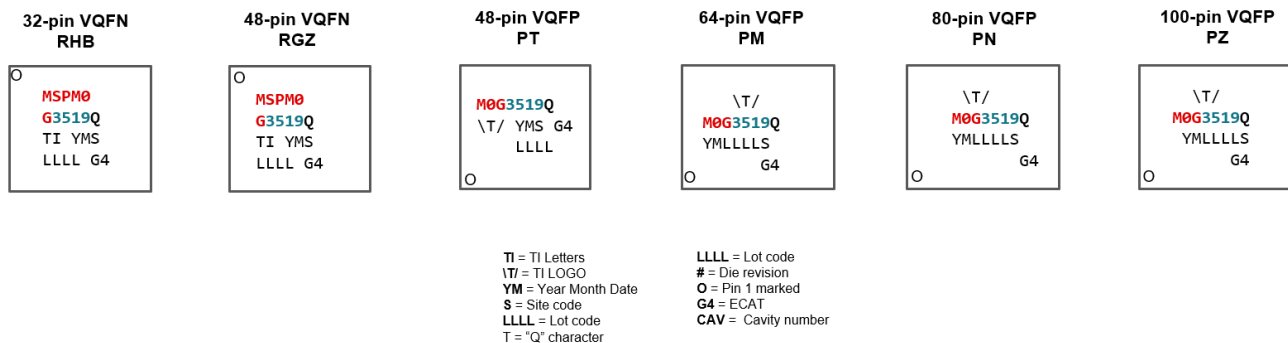 32-pin VQFN
RHB
O
MSPM0
G3519Q
TI YMS
LLLL G4
48-pin VQFN
RGZ
O
MSPM0
G3519Q
TI YMS
LLLL G4
48-pin VQFP
PT
M0G3519Q
\T/ YMS G4
LLLL
O
64-pin VQFP
PM
\T/
M0G3519Q
YMLLLLS
G4
O
80-pin VQFP
PN
\T/
M0G3519Q
YMLLLLS
G4
O
100-pin VQFP
PZ
\T/
M0G3519Q
YMLLLLS
G4
O
TI = TI Letters
\T/ = TI LOGO
YM = Year Month Date
S = Site code
LLLL = Lot code
T = "Q" character
LLLL = Lot code
# = Die revision
O = Pin 1 marked
G4 = ECAT
CAV = Cavity number